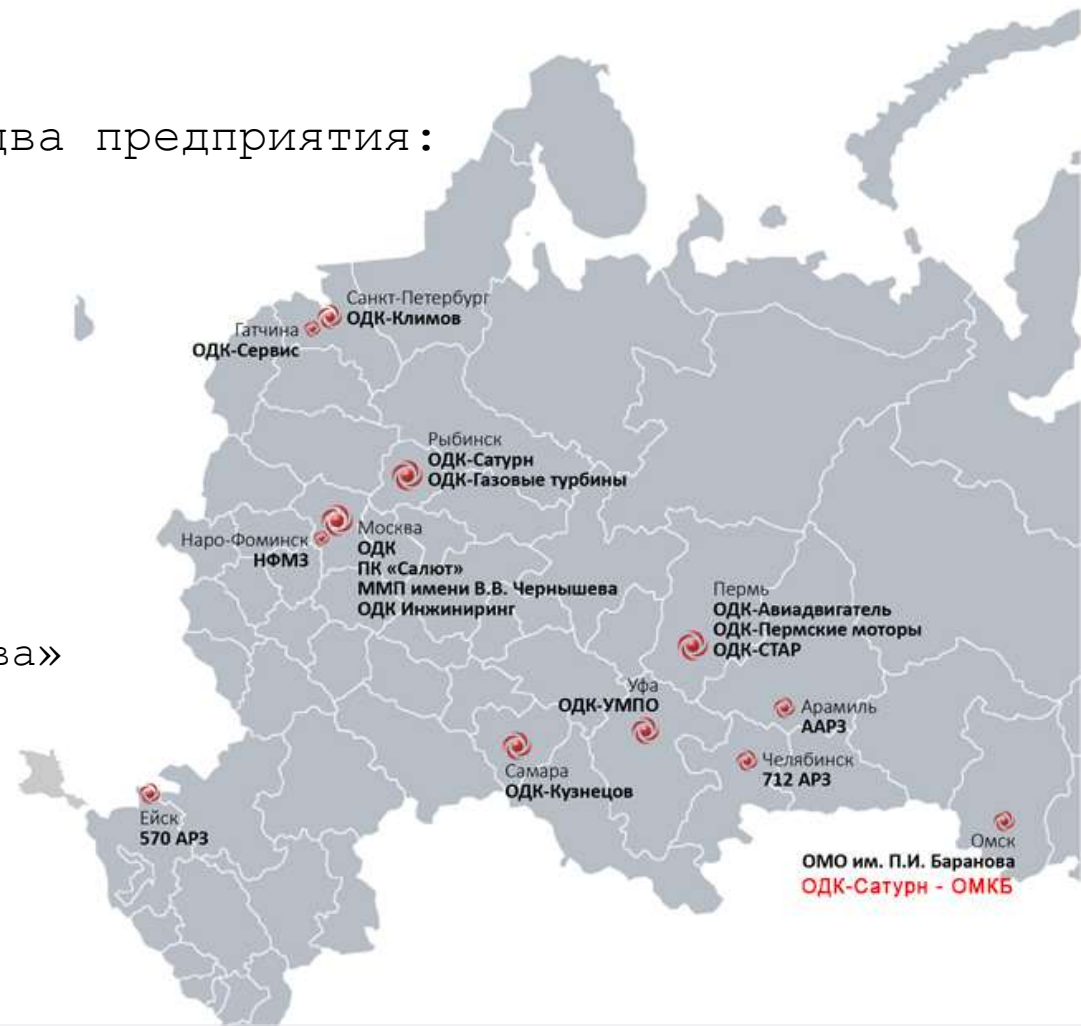 два предприятия:
Санкт-Петербург
ОДК-Климов
Гатчина
ОДК-Сервис
Рыбинск
ОДК-Сатурн
ОДК-Газовые турбины
Наро-Фоминск
НФМЗ
Москва
ОДК
ПК «Салют»
ММП имени В.В. Чернышева
ОДК Инжиниринг
Пермь
ОДК-Авиадвигатель
ОДК-Пермские моторы
ОДК-СТАР
ва»
Уфа
ОДК-УМПО
Арамиль
ААРЗ
Челябинск
712 АРЗ
Самара
ОДК-Кузнецов
Ейск
570 АРЗ
Омск
ОМО им. П.И. Баранова
ОДК-Сатурн - ОМКБ